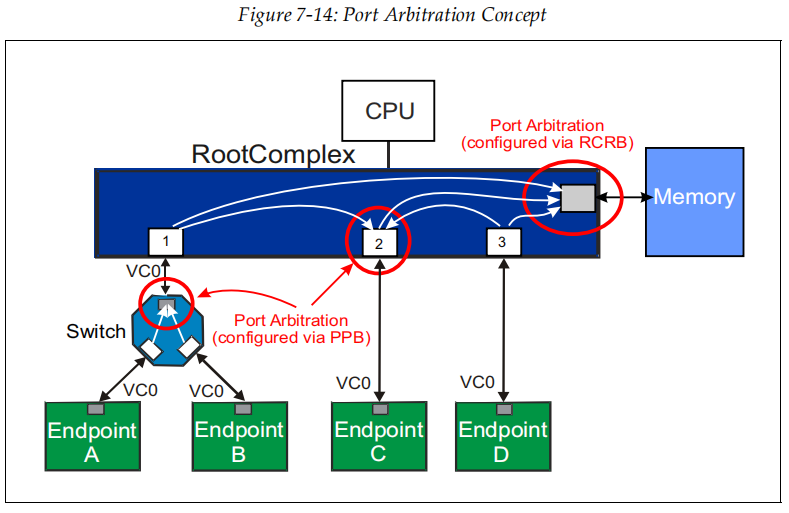 Figure 7-14: Port Arbitration Concept
CPU
Port Arbitration
(configured via RCRB)
RootComplex
Memory
1
2
3
VC0
Switch
Port Arbitration
(configured via PPB)
VC0
VC0
VC0
VC0
Endpoint
A
Endpoint
B
Endpoint
C
Endpoint
D